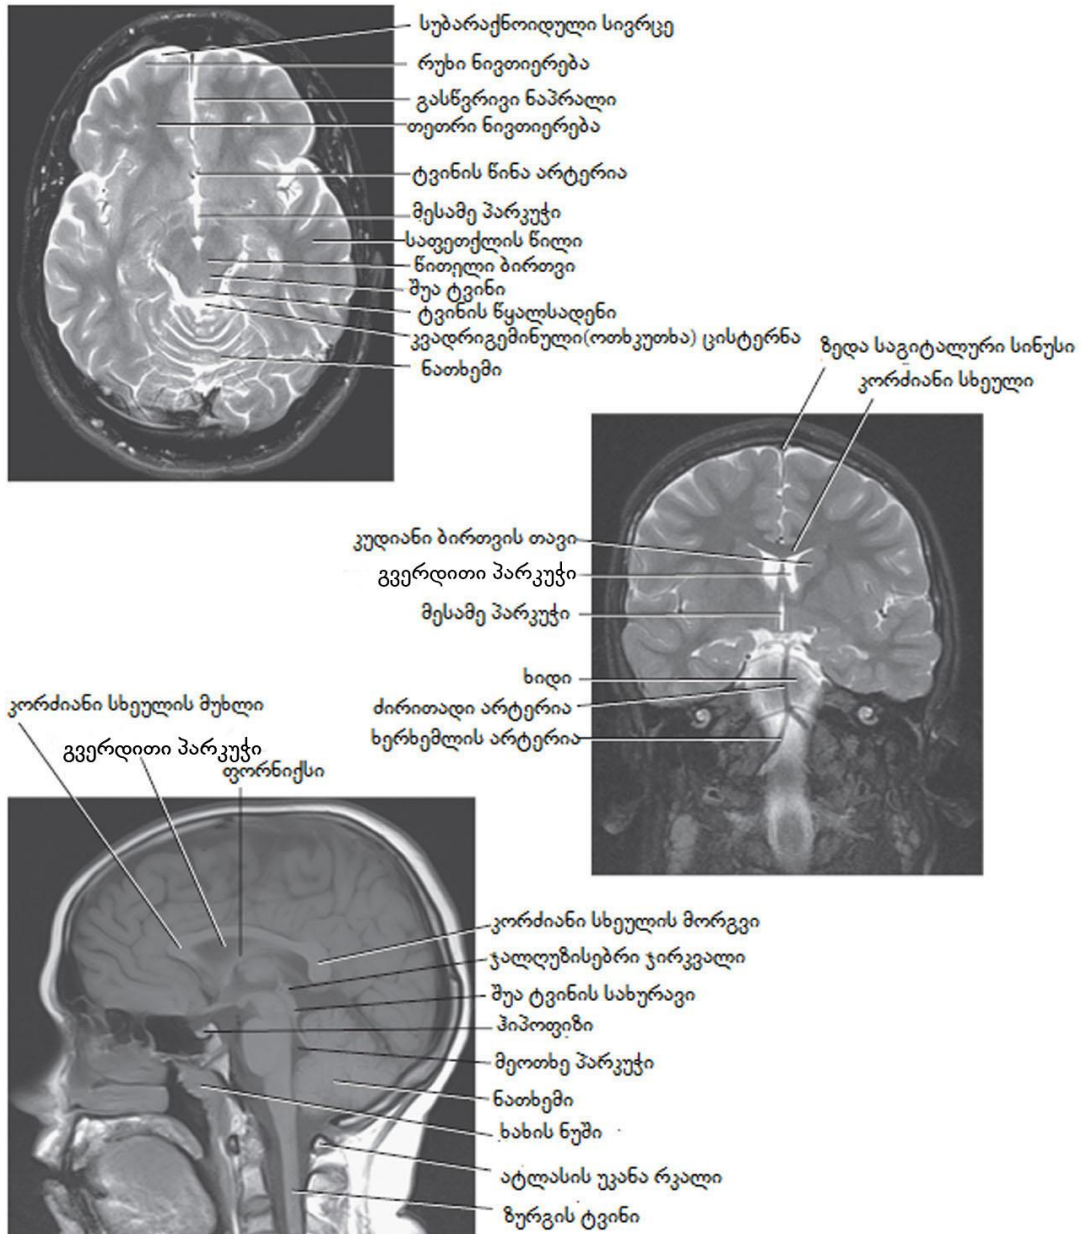 სუბარაქნოიდული სივრცე
რუხი ნივთიერება
გასწვრივი ნაპრალი
თეთრი ნივთიერება
ტვინის წინა არტერია
მესამე პარკუჭი
საფეთქლის წილი
წითელი ბირთვი
შუა ტვინი
ტვინის წყალსადენი
კვადრიგემინული(ოთხკუთხა) ცისტერნა
ნათხემი
ზედა საგიტალური სინუსი
კორძიანი სხეული
კუდიანი ბირთვის თავი
გვერდითი პარკუჭი
მესამე პარკუჭი
ხიდი
ძირითადი არტერია
ხერხემლის არტერია
კორძიანი სხეულის მუხლი
გვერდითი პარკუჭი
ფორნიქსი
კორძიანი სხეულის მორგვი
ჯალღუზისებრი ჯირკვალი
შუა ტვინის სახურავი
ჰიპოფიზი
მეოთხე პარკუჭი
ნათხემი
ხახის ნუში
ატლასის უკანა რკალი
ზურგის ტვინი